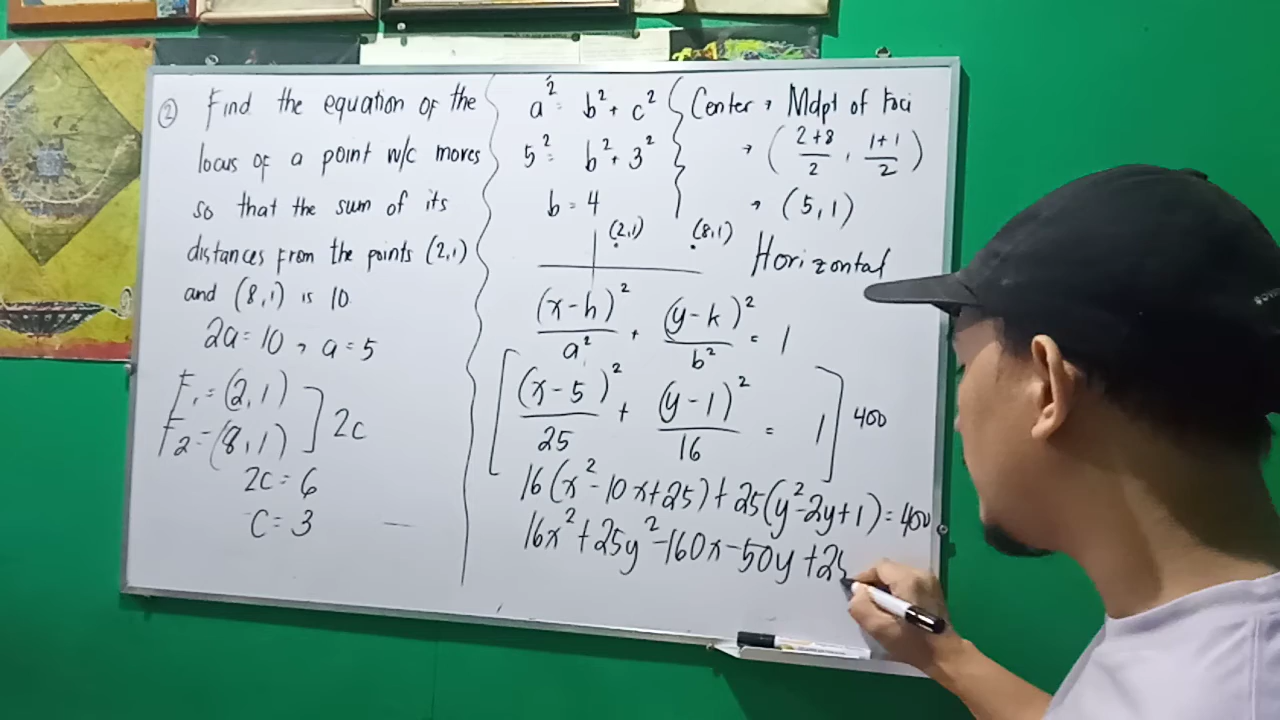 ② Find the equation of the
locus of a point w/c moves
so that the sum of its
distances from the points (2,1)
and (8,1) is 10.
2a = 10 , a = 5
F₁ = (2,1)
F₂ = (8,1) ] 2c
2c = 6
c = 3
a² = b² + c²
5² = b² + 3²
b = 4
(2,1) (8,1)
Center → Mdpt of Foci
→ ( (2+8)/2 , (1+1)/2 )
→ (5,1)
Horizontal
(x-h)²/a² + (y-k)²/b² = 1
[ (x-5)²/25 + (y-1)²/16 = 1 ] 400
16(x²-10x+25)+25(y²-2y+1)=400
16x²+25y²-160x-50y+25